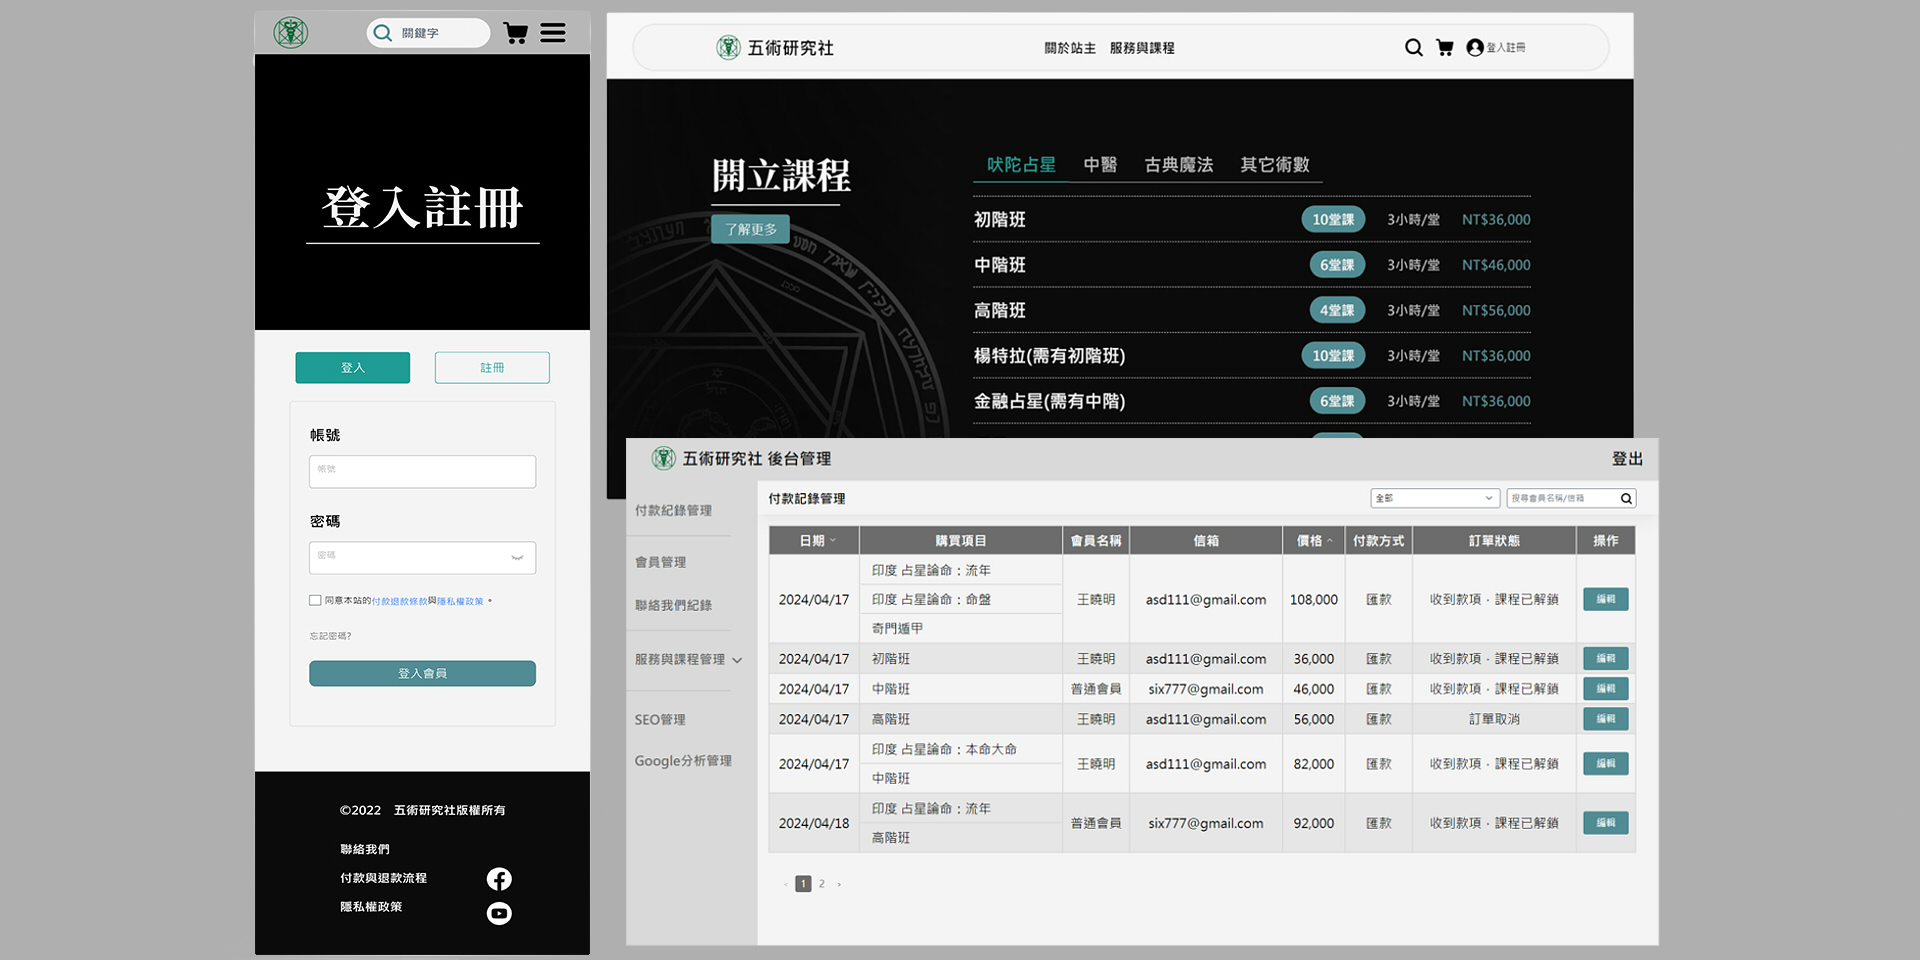 關鍵字
登入註冊
登入
註冊
帳號
帳號
密碼
密碼
同意本站的付款退款條款與隱私權政策。
忘記密碼?
登入會員
©2022 五術研究社版權所有
聯絡我們
付款與退款流程
隱私權政策
五術研究社
關於站主 服務與課程
登入註冊
開立課程
了解更多
吠陀占星 中醫 古典魔法 其它術數
初階班 10堂課 3小時/堂 NT$36,000
中階班 6堂課 3小時/堂 NT$46,000
高階班 4堂課 3小時/堂 NT$56,000
楊特拉(需有初階班) 10堂課 3小時/堂 NT$36,000
金融占星(需有中階) 6堂課 3小時/堂 NT$36,000
五術研究社 後台管理
登出
付款紀錄管理
會員管理
聯絡我們紀錄
服務與課程管理
SEO管理
Google分析管理
付款記錄管理
全部
搜尋會員名稱/信箱
日期 購買項目 會員名稱 信箱 價格 付款方式 訂單狀態 操作
2024/04/17 印度 占星論命：流年 王曉明 asd111@gmail.com 108,000 匯款 收到款項，課程已解鎖 編輯
印度 占星論命：命盤
奇門遁甲
2024/04/17 初階班 王曉明 asd111@gmail.com 36,000 匯款 收到款項，課程已解鎖 編輯
2024/04/17 中階班 普通會員 six777@gmail.com 46,000 匯款 收到款項，課程已解鎖 編輯
2024/04/17 高階班 王曉明 asd111@gmail.com 56,000 匯款 訂單取消 編輯
2024/04/17 印度 占星論命：本命大命 王曉明 asd111@gmail.com 82,000 匯款 收到款項，課程已解鎖 編輯
中階班
2024/04/18 印度 占星論命：流年 普通會員 six777@gmail.com 92,000 匯款 收到款項，課程已解鎖 編輯
高階班
‹ 1 2 ›